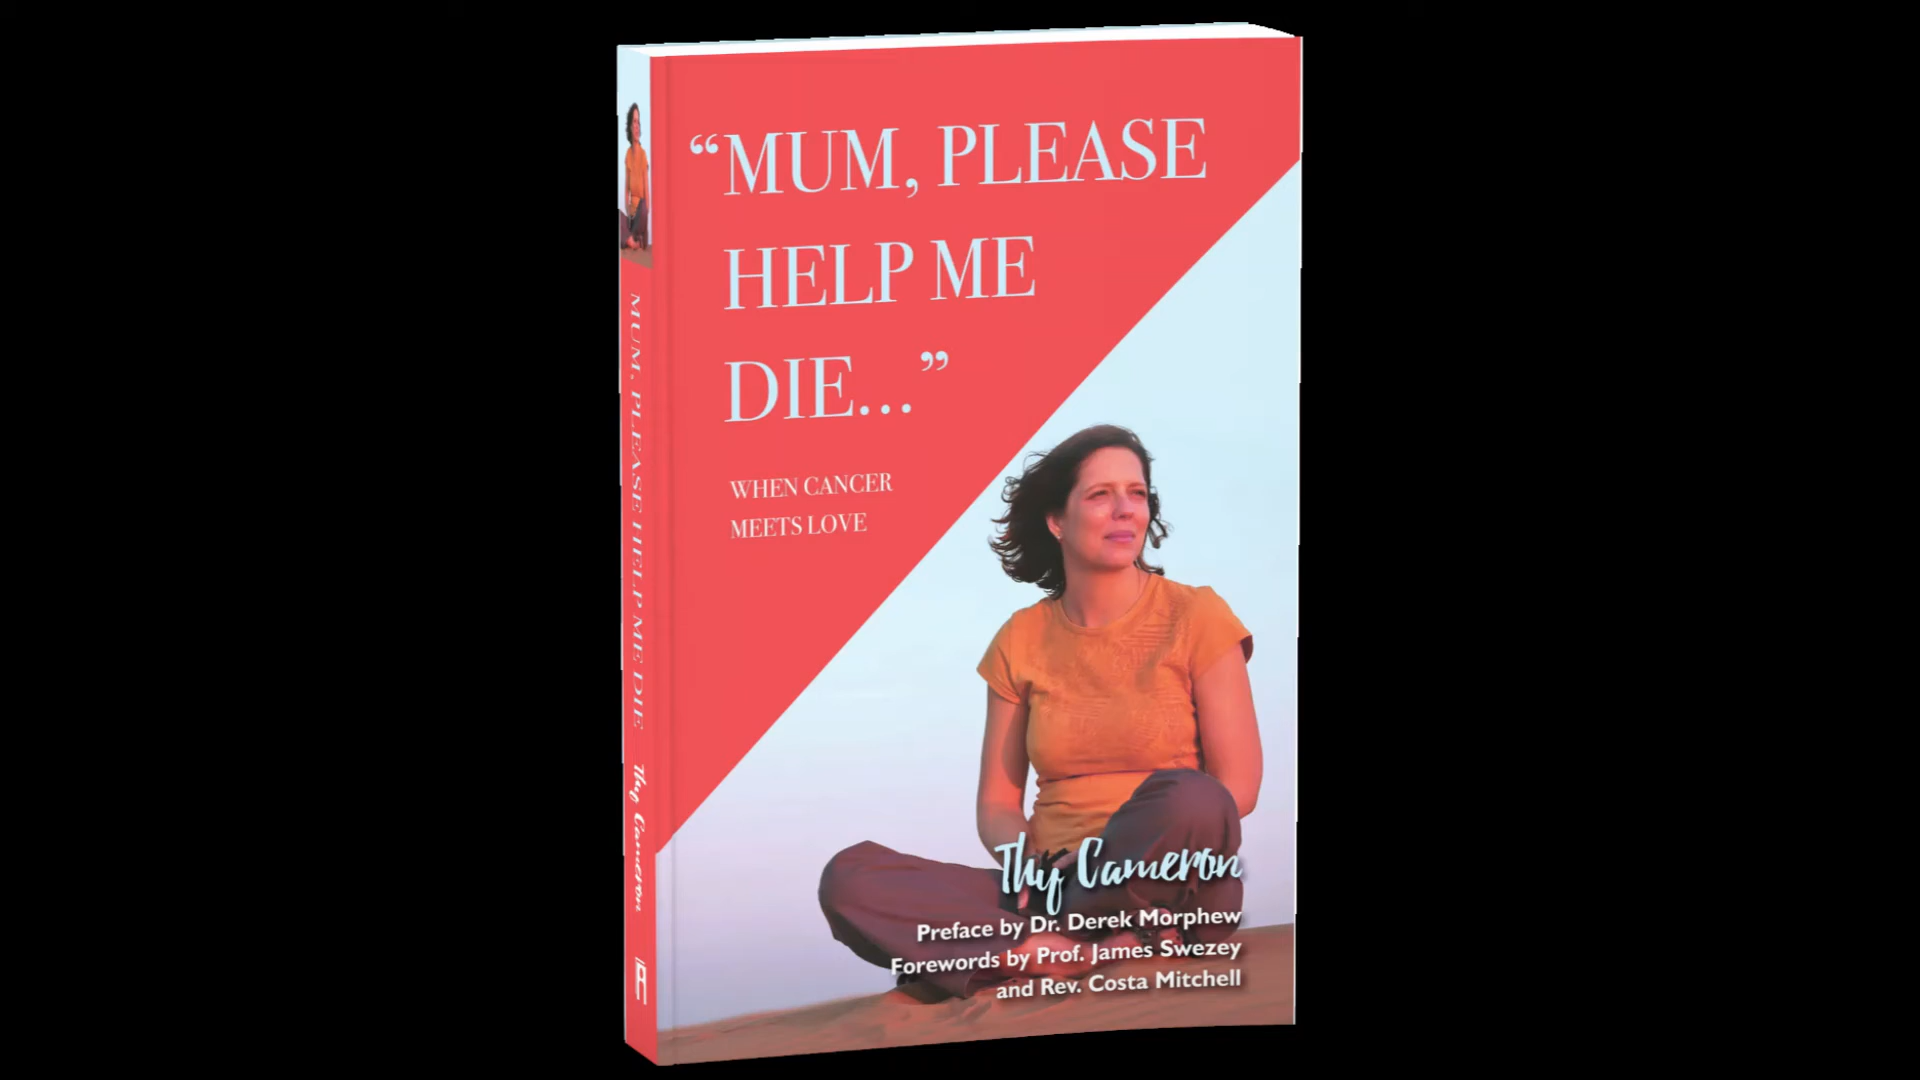 “MUM, PLEASE
HELP ME
DIE...”
WHEN CANCER
MEETS LOVE
Thy Cameron
Preface by Dr. Derek Morphew
Forewords by Prof. James Swezey
and Rev. Costa Mitchell
MUM, PLEASE HELP ME DIE
Thy Cameron